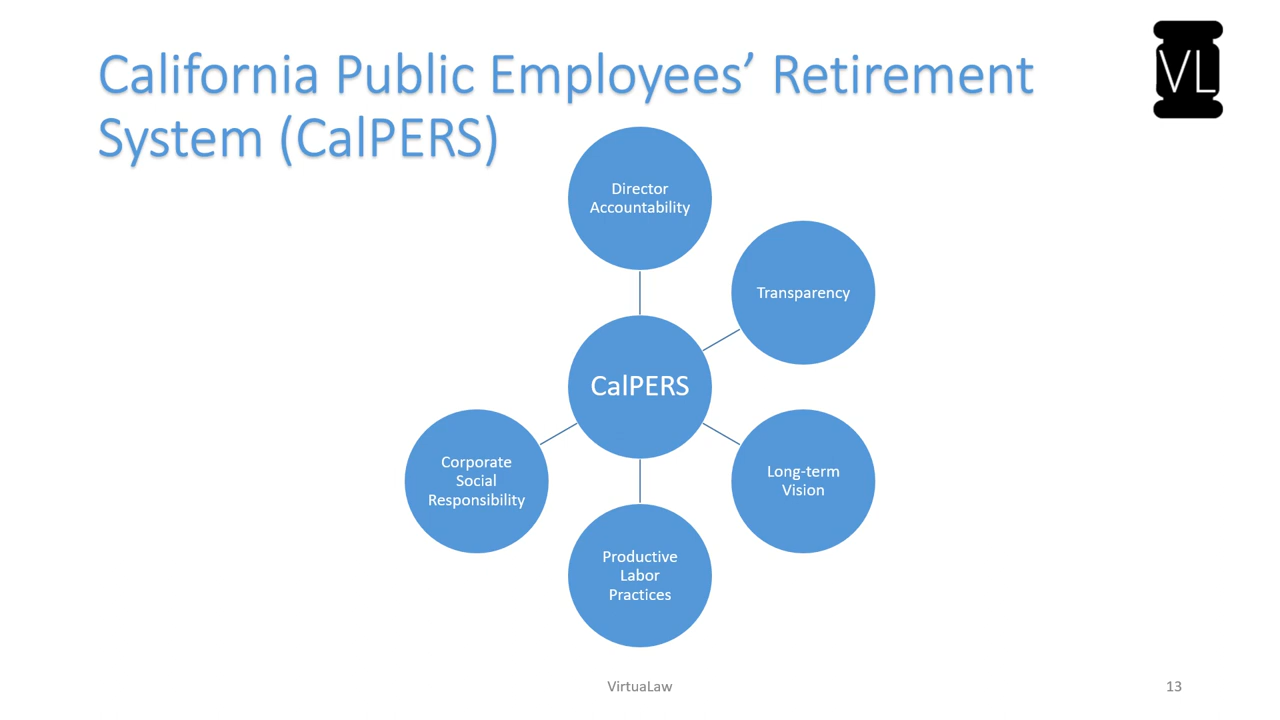 California Public Employees’ Retirement
System (CalPERS)
VL
Director
Accountability
Transparency
CalPERS
Long-term
Vision
Productive
Labor
Practices
Corporate
Social
Responsibility
VirtuaLaw
13